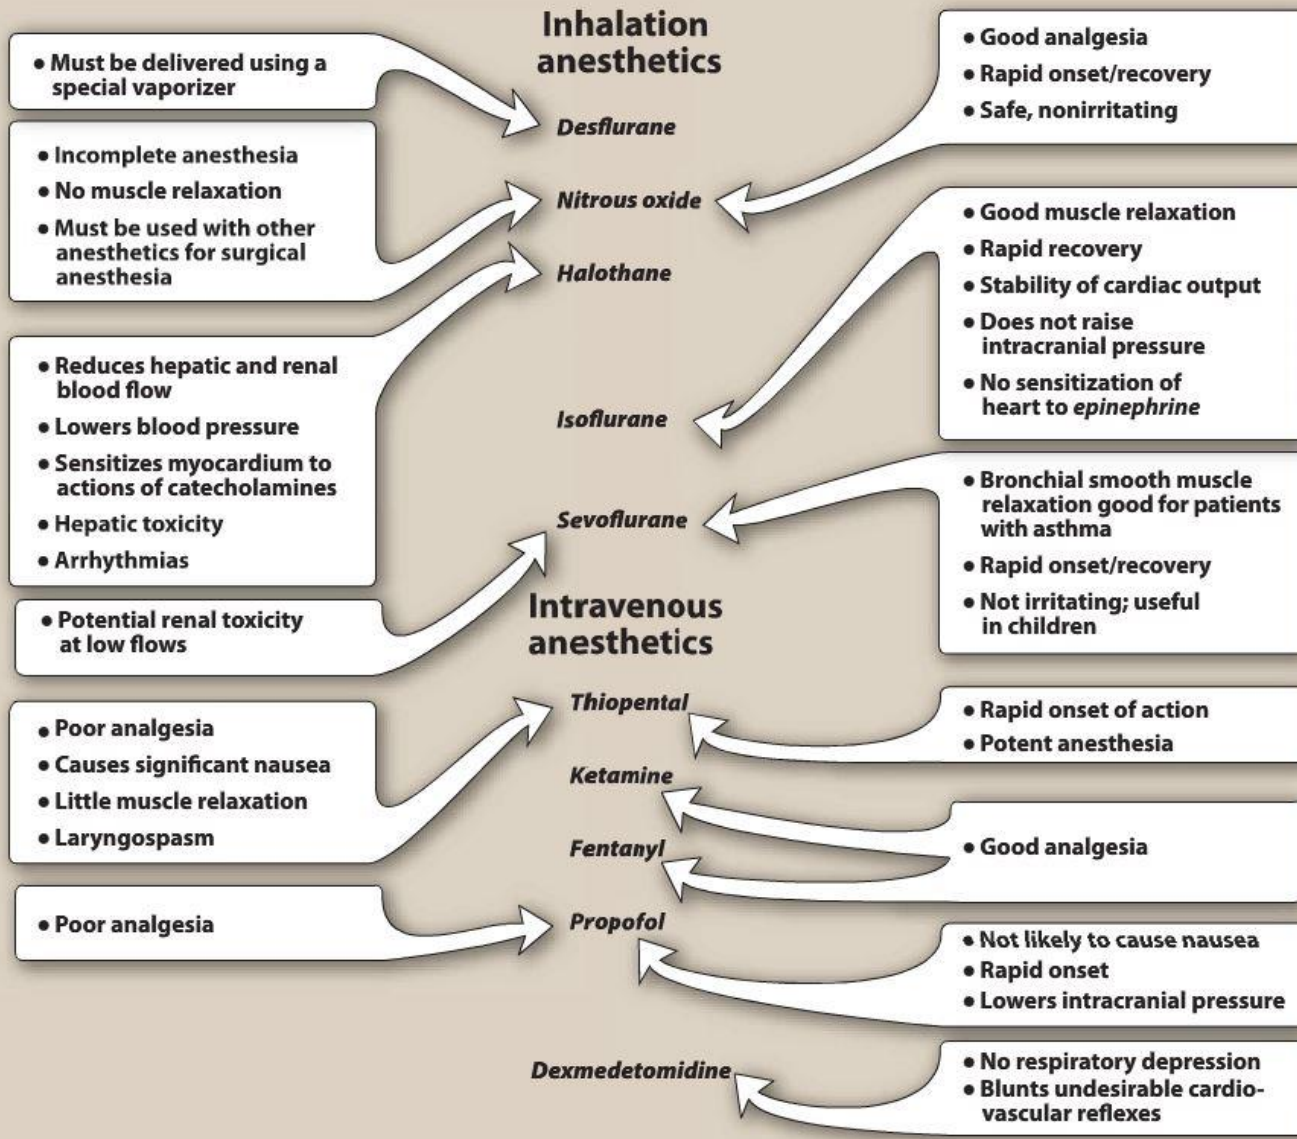 Inhalation
anesthetics
• Must be delivered using a
special vaporizer
Desflurane
• Good analgesia
• Rapid onset/recovery
• Safe, nonirritating
• Incomplete anesthesia
• No muscle relaxation
• Must be used with other
anesthetics for surgical
anesthesia
Nitrous oxide
Halothane
• Good muscle relaxation
• Rapid recovery
• Stability of cardiac output
• Does not raise
intracranial pressure
• No sensitization of
heart to epinephrine
• Reduces hepatic and renal
blood flow
• Lowers blood pressure
• Sensitizes myocardium to
actions of catecholamines
• Hepatic toxicity
• Arrhythmias
Isoflurane
Sevoflurane
• Bronchial smooth muscle
relaxation good for patients
with asthma
• Rapid onset/recovery
• Not irritating; useful
in children
• Potential renal toxicity
at low flows
Intravenous
anesthetics
• Poor analgesia
• Causes significant nausea
• Little muscle relaxation
• Laryngospasm
Thiopental
• Rapid onset of action
• Potent anesthesia
Ketamine
Fentanyl
• Good analgesia
• Poor analgesia
Propofol
• Not likely to cause nausea
• Rapid onset
• Lowers intracranial pressure
Dexmedetomidine
• No respiratory depression
• Blunts undesirable cardio-
vascular reflexes